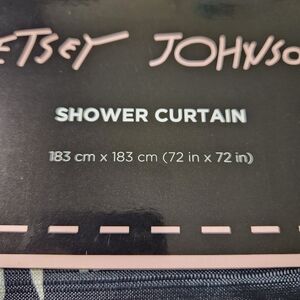 ETSEY JOHNSO
SHOWER CURTAIN
183 cm x 183 cm (72 in x 72 in)